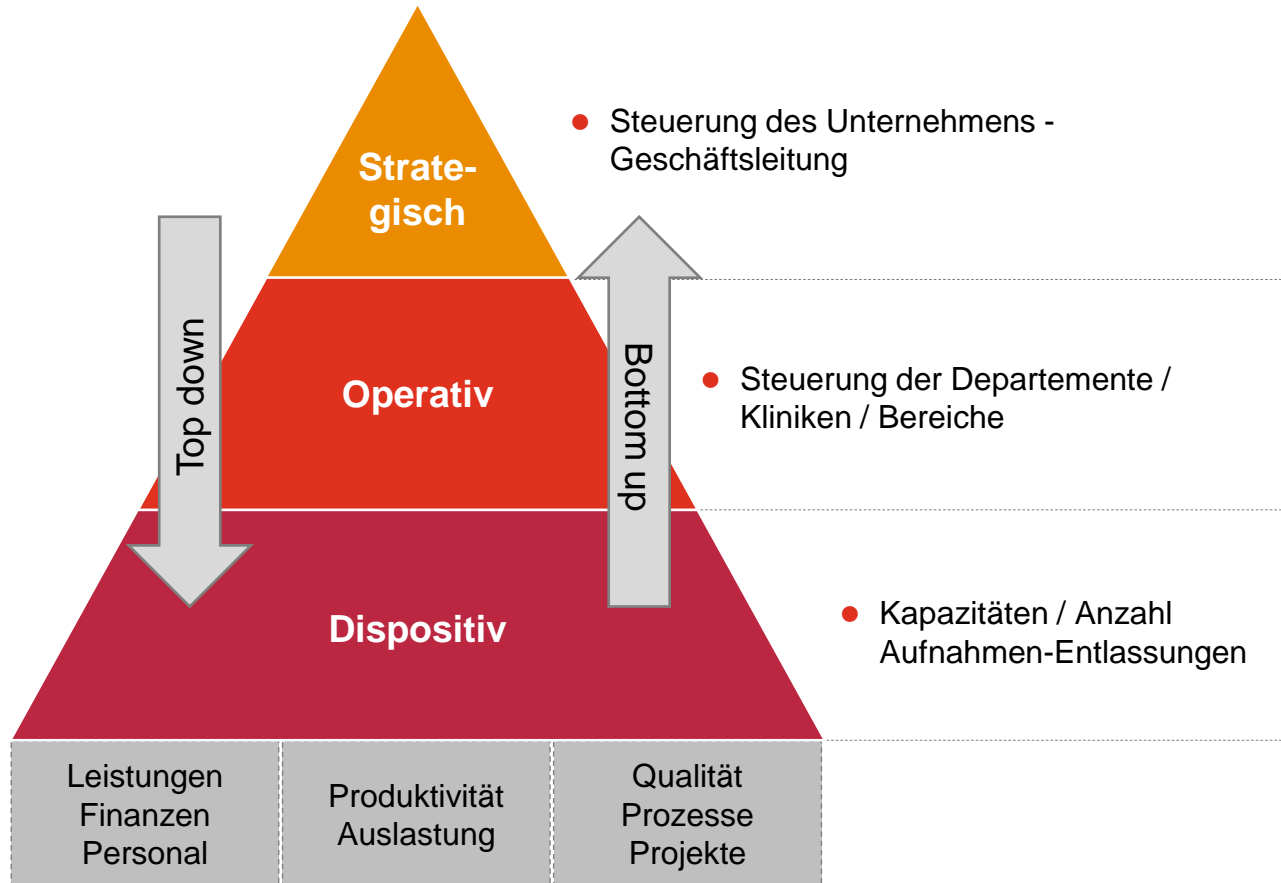 Strate-
gisch
Steuerung des Unternehmens -
Geschäftsleitung
Top down
Operativ
Bottom up
Steuerung der Departemente /
Kliniken / Bereiche
Dispositiv
Kapazitäten / Anzahl
Aufnahmen-Entlassungen
Leistungen
Finanzen
Personal
Produktivität
Auslastung
Qualität
Prozesse
Projekte